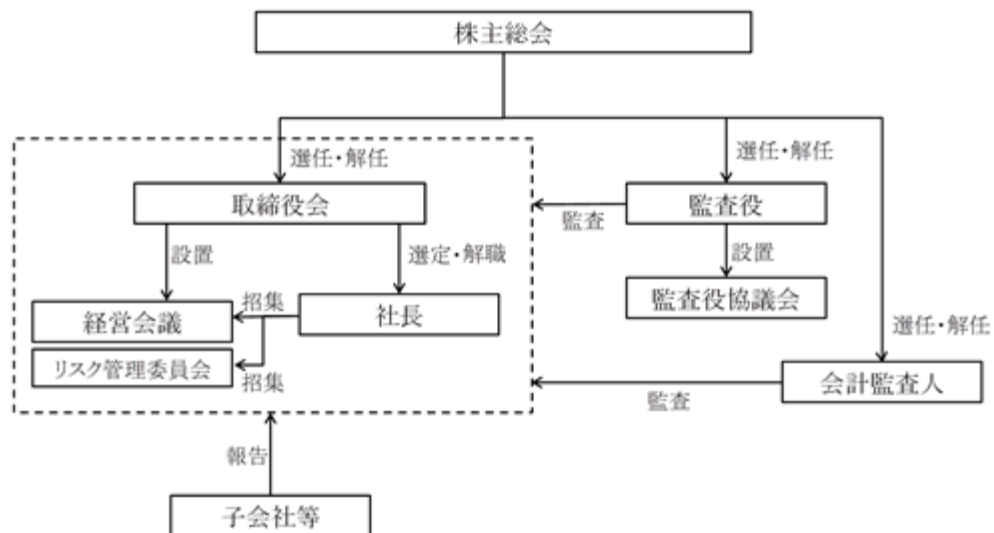 株主総会
選任・解任
選任・解任
取締役会
監査役
監査
設置
選定・解職
設置
監査役協議会
招集
社長
経営会議
選任・解任
リスク管理委員会
招集
会計監査人
監査
報告
子会社等